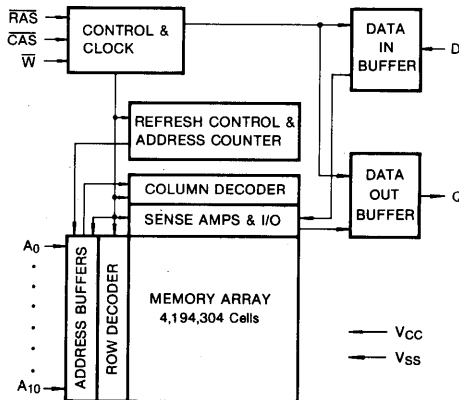 RAS
CAS
W
CONTROL &
CLOCK
DATA
IN
BUFFER
D
REFRESH CONTROL &
ADDRESS COUNTER
COLUMN DECODER
SENSE AMPS & I/O
DATA
OUT
BUFFER
Q
A0
A10
ADDRESS BUFFERS
ROW DECODER
MEMORY ARRAY
4,194,304 Cells
VCC
VSS